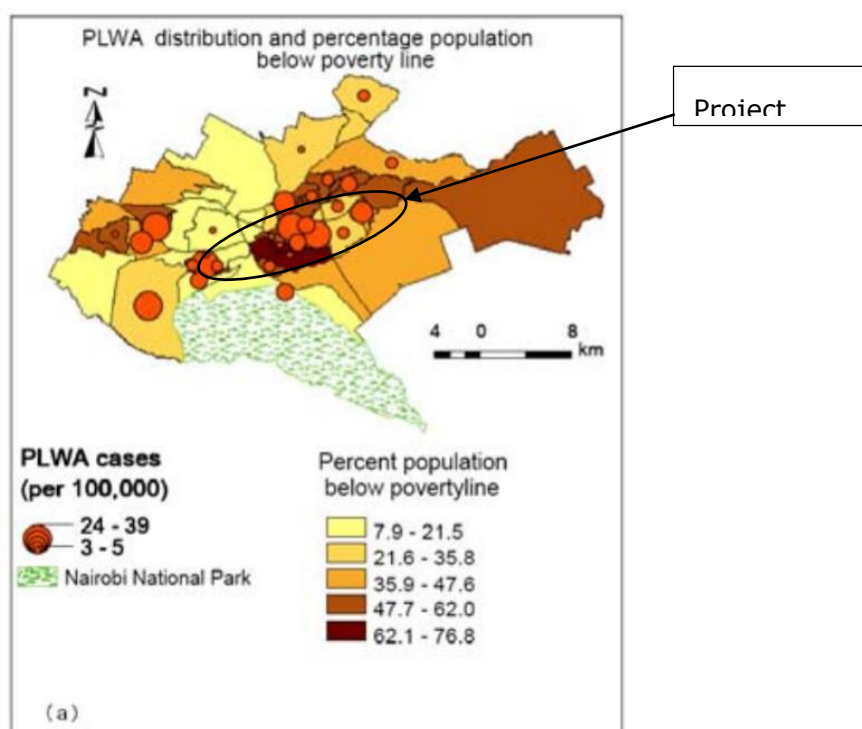 PLWA distribution and percentage population
below poverty line
Project
N
4 0 8
km
PLWA cases
(per 100,000)
24 - 39
3 - 5
Nairobi National Park
Percent population
below povertyline
7.9 - 21.5
21.6 - 35.8
35.9 - 47.6
47.7 - 62.0
62.1 - 76.8
(a)